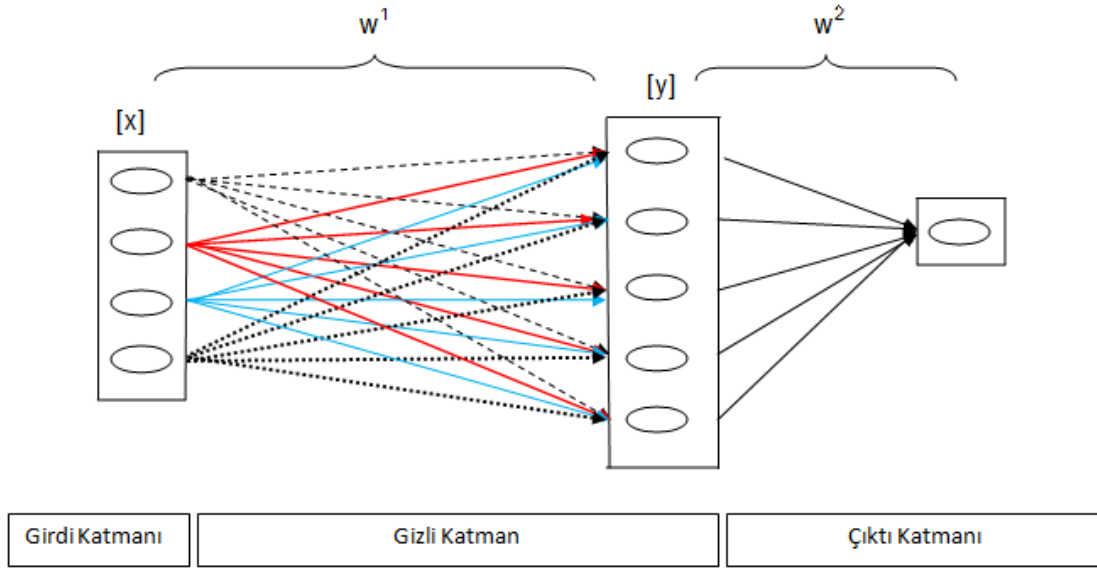 w¹
w²
[x]
[y]
Girdi Katmanı
Gizli Katman
Çıktı Katmanı